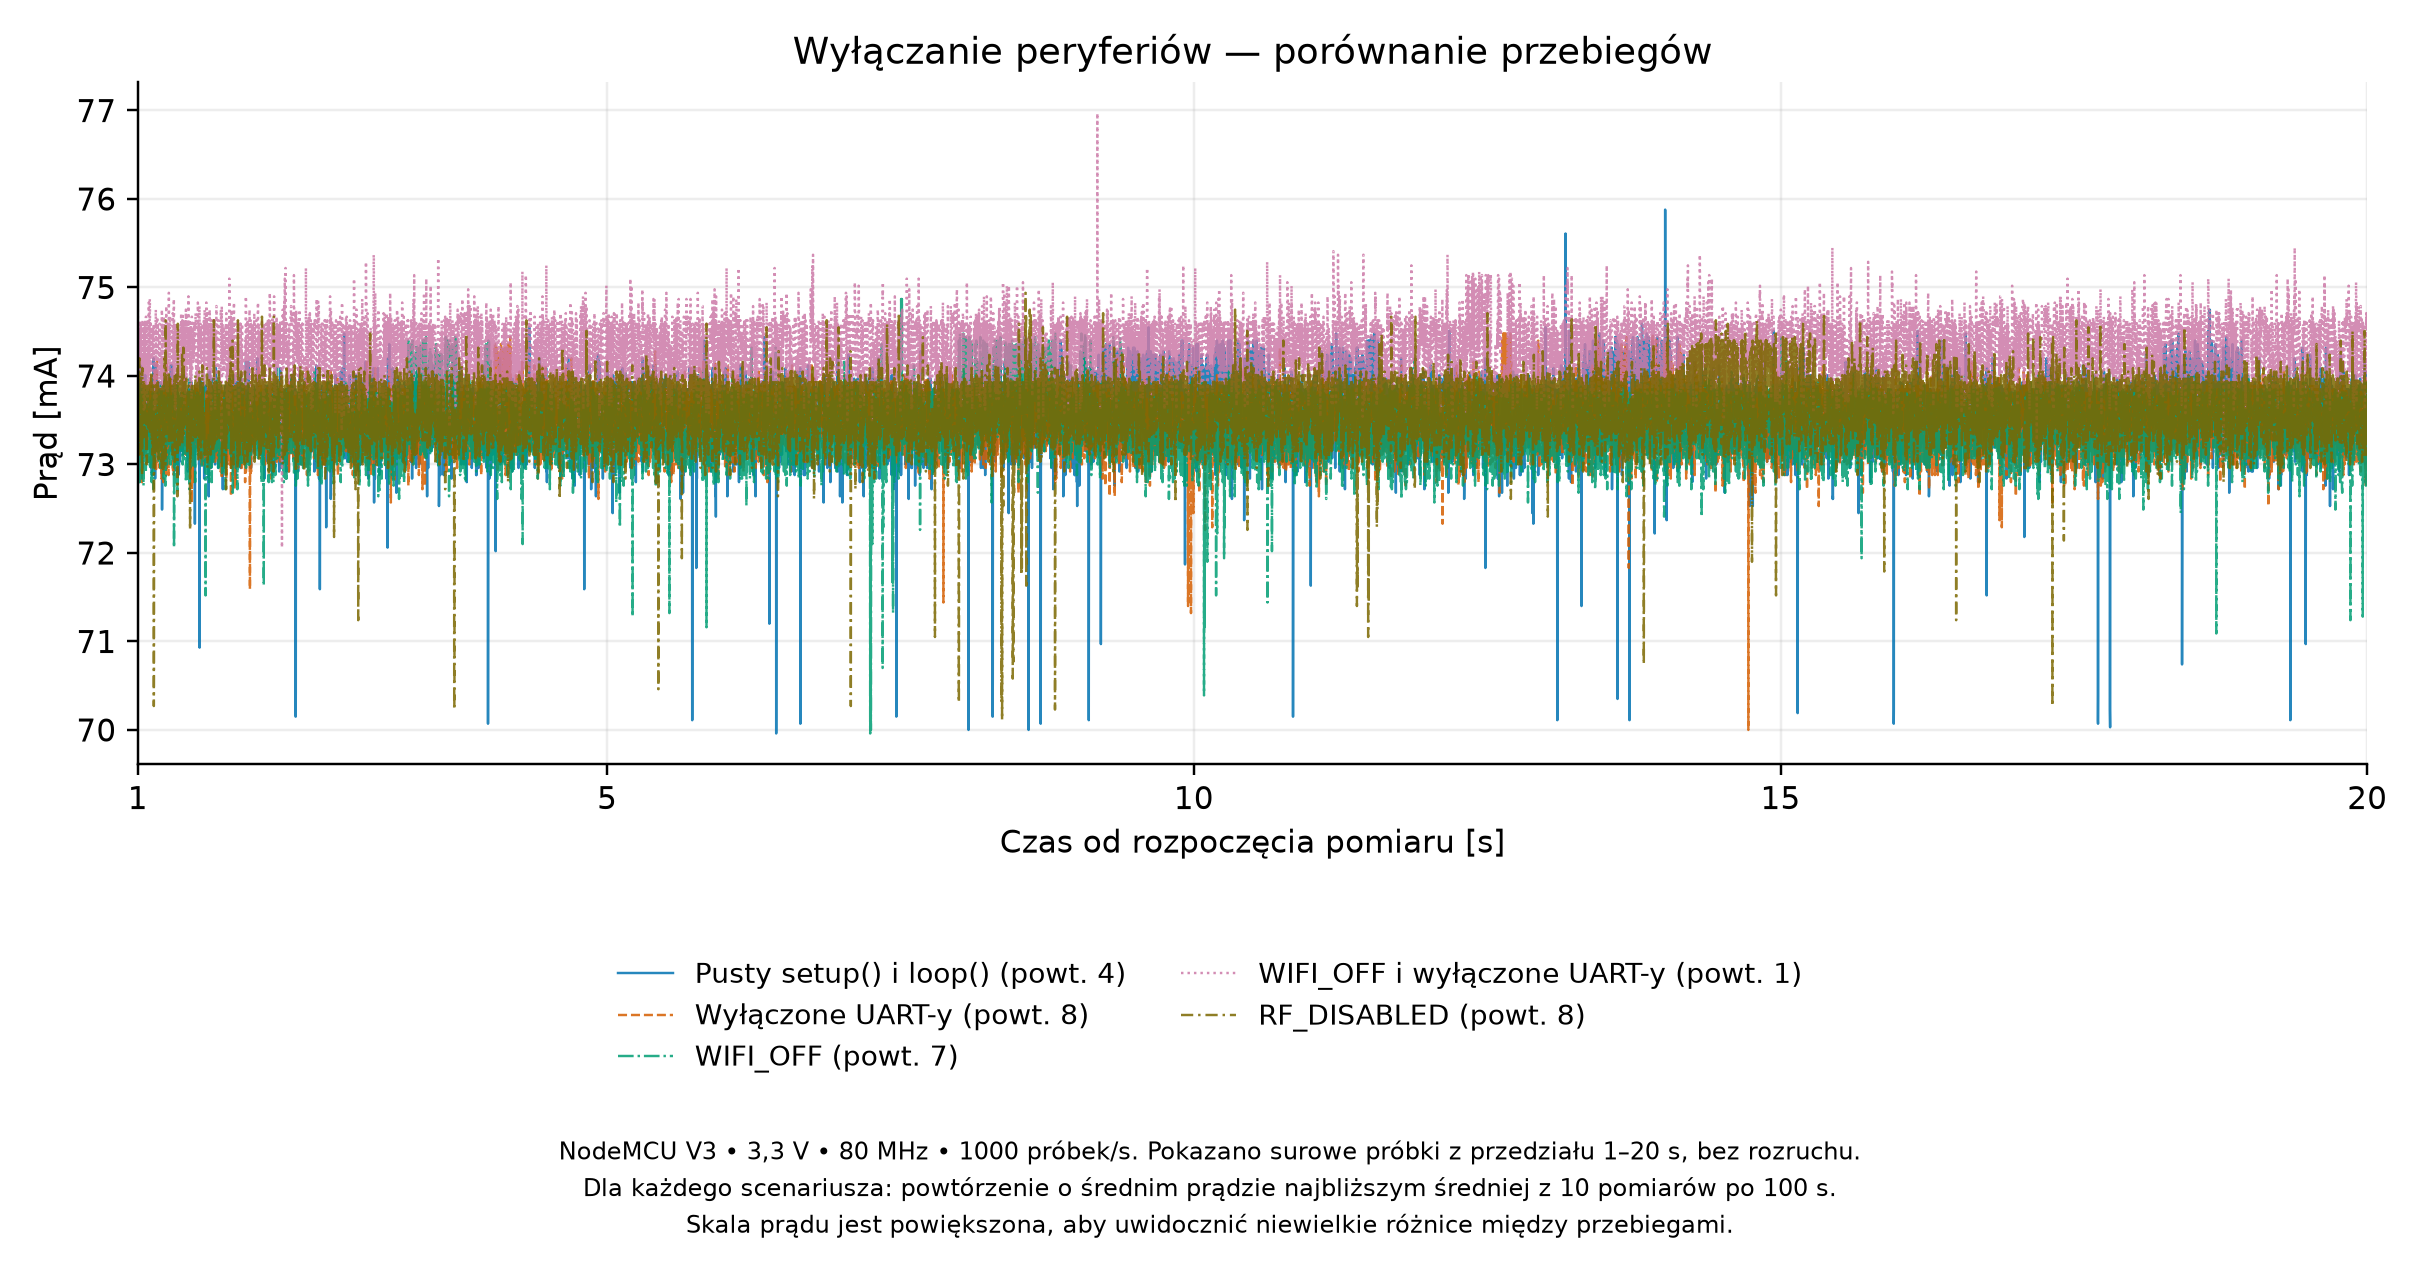 Wyłączanie peryferiów — porównanie przebiegów
77
76
75
74
73
72
71
70
Prąd [mA]
1 5 10 15 20
Czas od rozpoczęcia pomiaru [s]
Pusty setup() i loop() (powt. 4)
Wyłączone UART-y (powt. 8)
WIFI_OFF (powt. 7)
WIFI_OFF i wyłączone UART-y (powt. 1)
RF_DISABLED (powt. 8)
NodeMCU V3 • 3,3 V • 80 MHz • 1000 próbek/s. Pokazano surowe próbki z przedziału 1–20 s, bez rozruchu.
Dla każdego scenariusza: powtórzenie o średnim prądzie najbliższym średniej z 10 pomiarów po 100 s.
Skala prądu jest powiększona, aby uwidocznić niewielkie różnice między przebiegami.